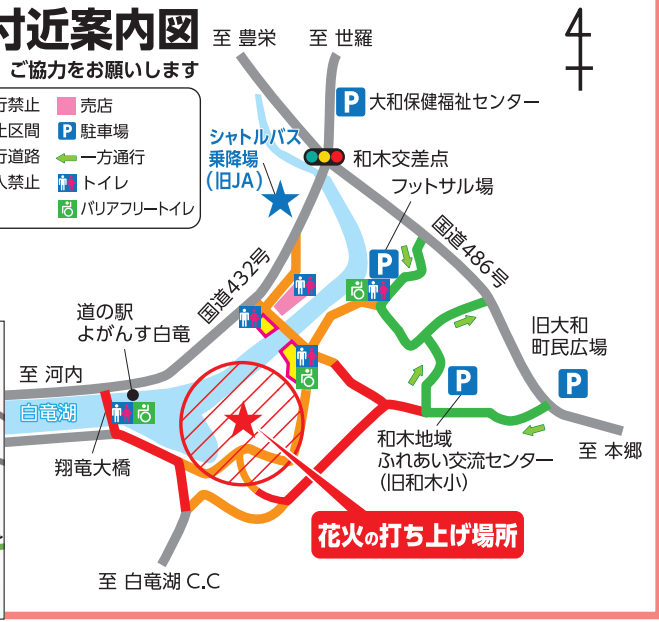 付近案内図
ご協力をお願いします
行禁止
売店
止区間
P 駐車場
行道路
一方通行
入禁止
トイレ
バリアフリートイレ
至 豊栄
至 世羅
P 大和保健福祉センター
シャトルバス
乗降場
(旧JA)
和木交差点
フットサル場
P
国道432号
国道486号
道の駅
よがんす白竜
旧大和
町民広場
P
P
至 河内
白竜湖
翔竜大橋
和木地域
ふれあい交流センター
(旧和木小)
至 本郷
花火の打ち上げ場所
至 白竜湖 C.C